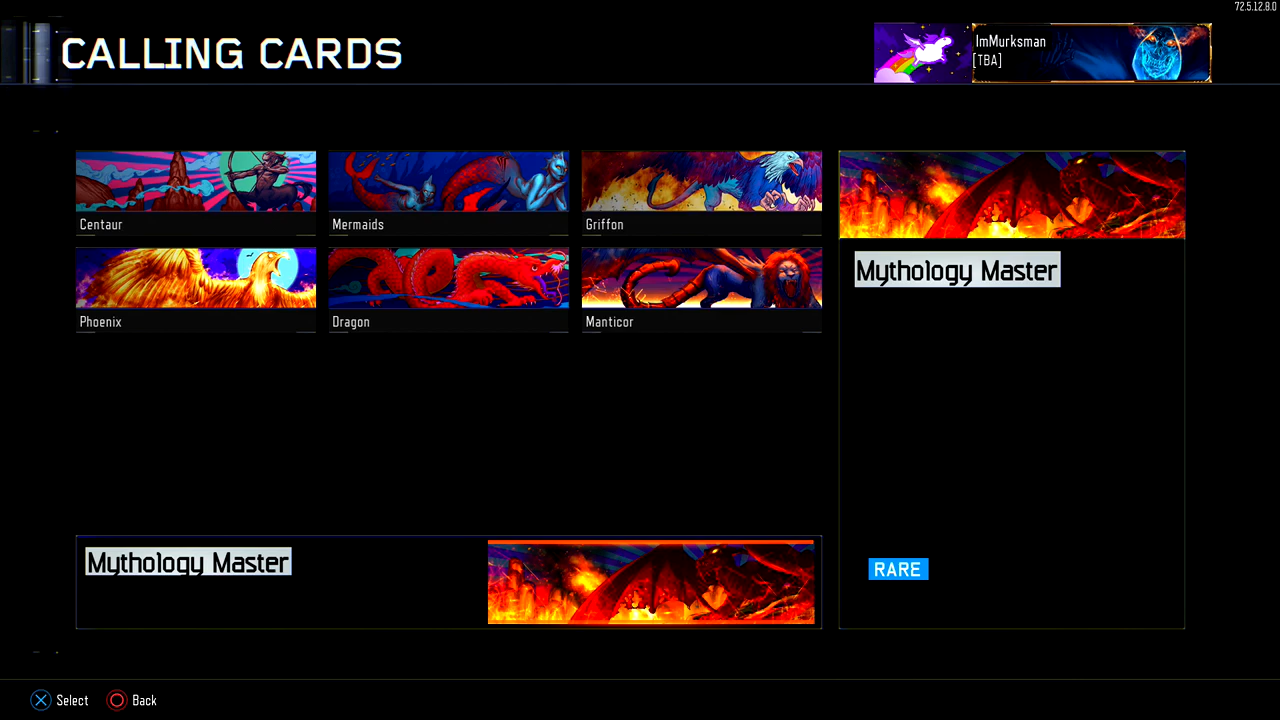 72.5.12.8.0
CALLING CARDS
ImMurksman
[TBA]
Centaur
Mermaids
Griffon
Mythology Master
Phoenix
Dragon
Manticor
Mythology Master
RARE
Select
Back